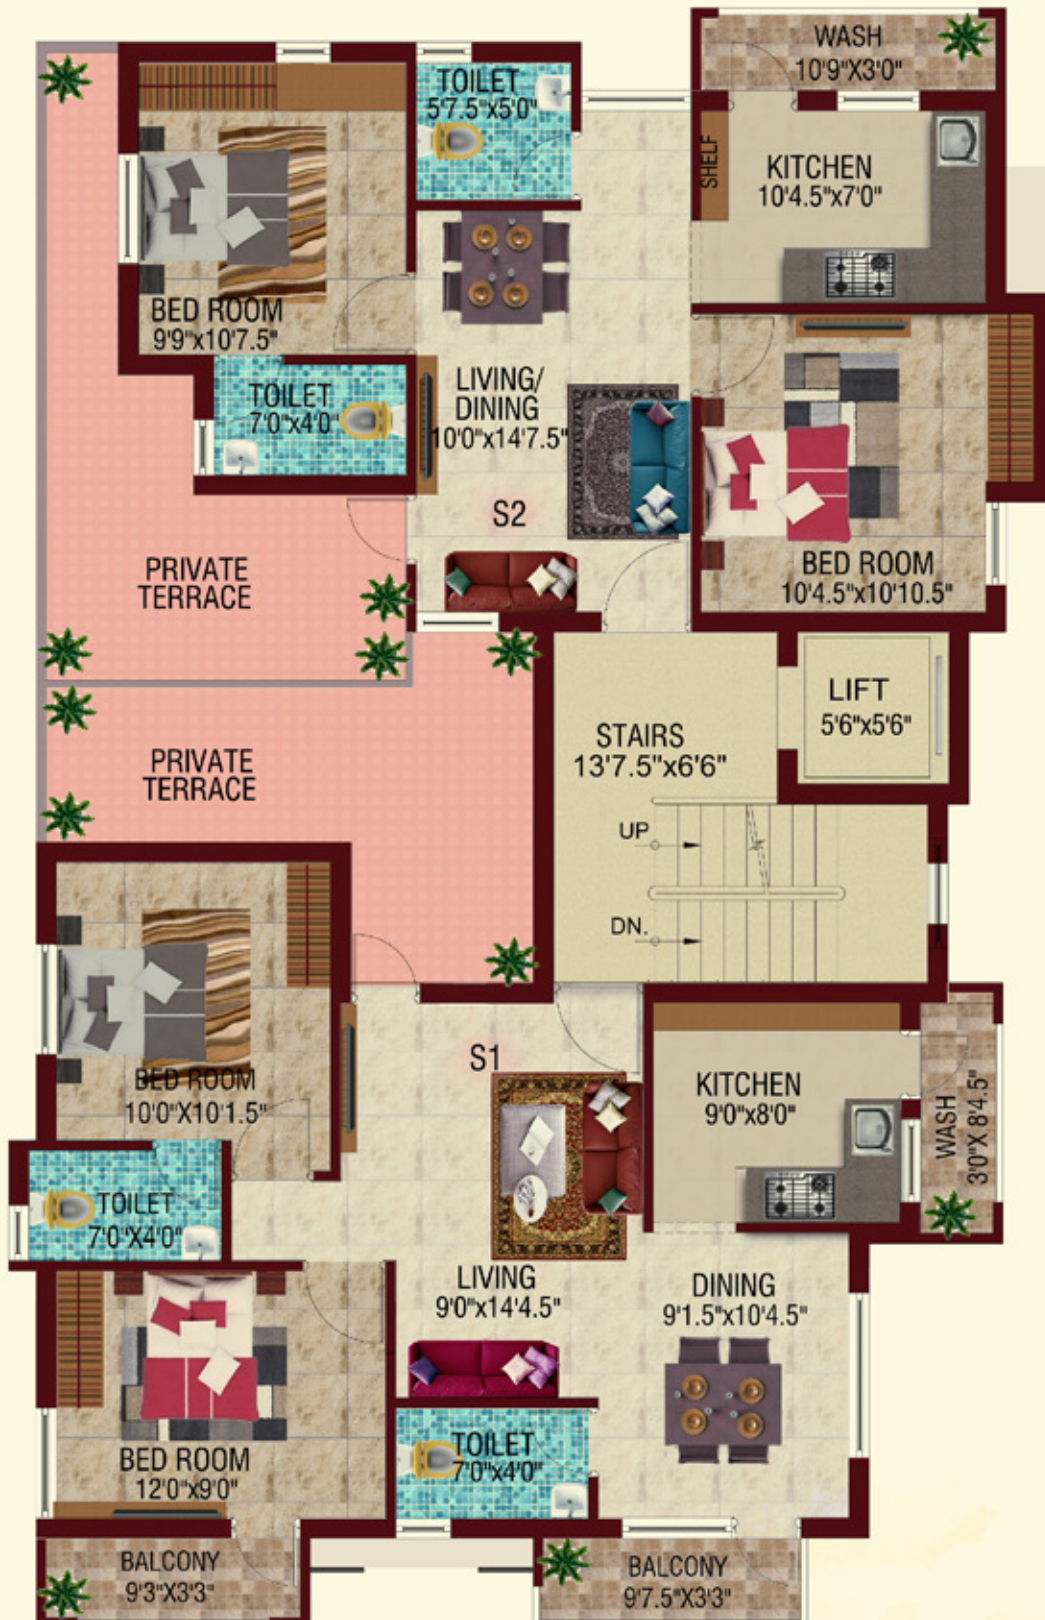 WASH
10'9"X3'0"
TOILET
5'7.5"x5'0"
SHELF
KITCHEN
10'4.5"x7'0"
BED ROOM
9'9"x10'7.5"
TOILET
7'0"x4'0"
LIVING/
DINING
10'0"x14'7.5"
S2
BED ROOM
10'4.5"x10'10.5"
PRIVATE
TERRACE
LIFT
5'6"x5'6"
STAIRS
13'7.5"x6'6"
PRIVATE
TERRACE
UP
DN.
S1
BED ROOM
10'0"X10'1.5"
KITCHEN
9'0"x8'0"
WASH
3'0"X 8'4.5"
TOILET
7'0"X4'0"
LIVING
9'0"x14'4.5"
DINING
9'1.5"x10'4.5"
BED ROOM
12'0"x9'0"
TOILET
7'0"x4'0"
BALCONY
9'3"X3'3"
BALCONY
9'7.5"X3'3"